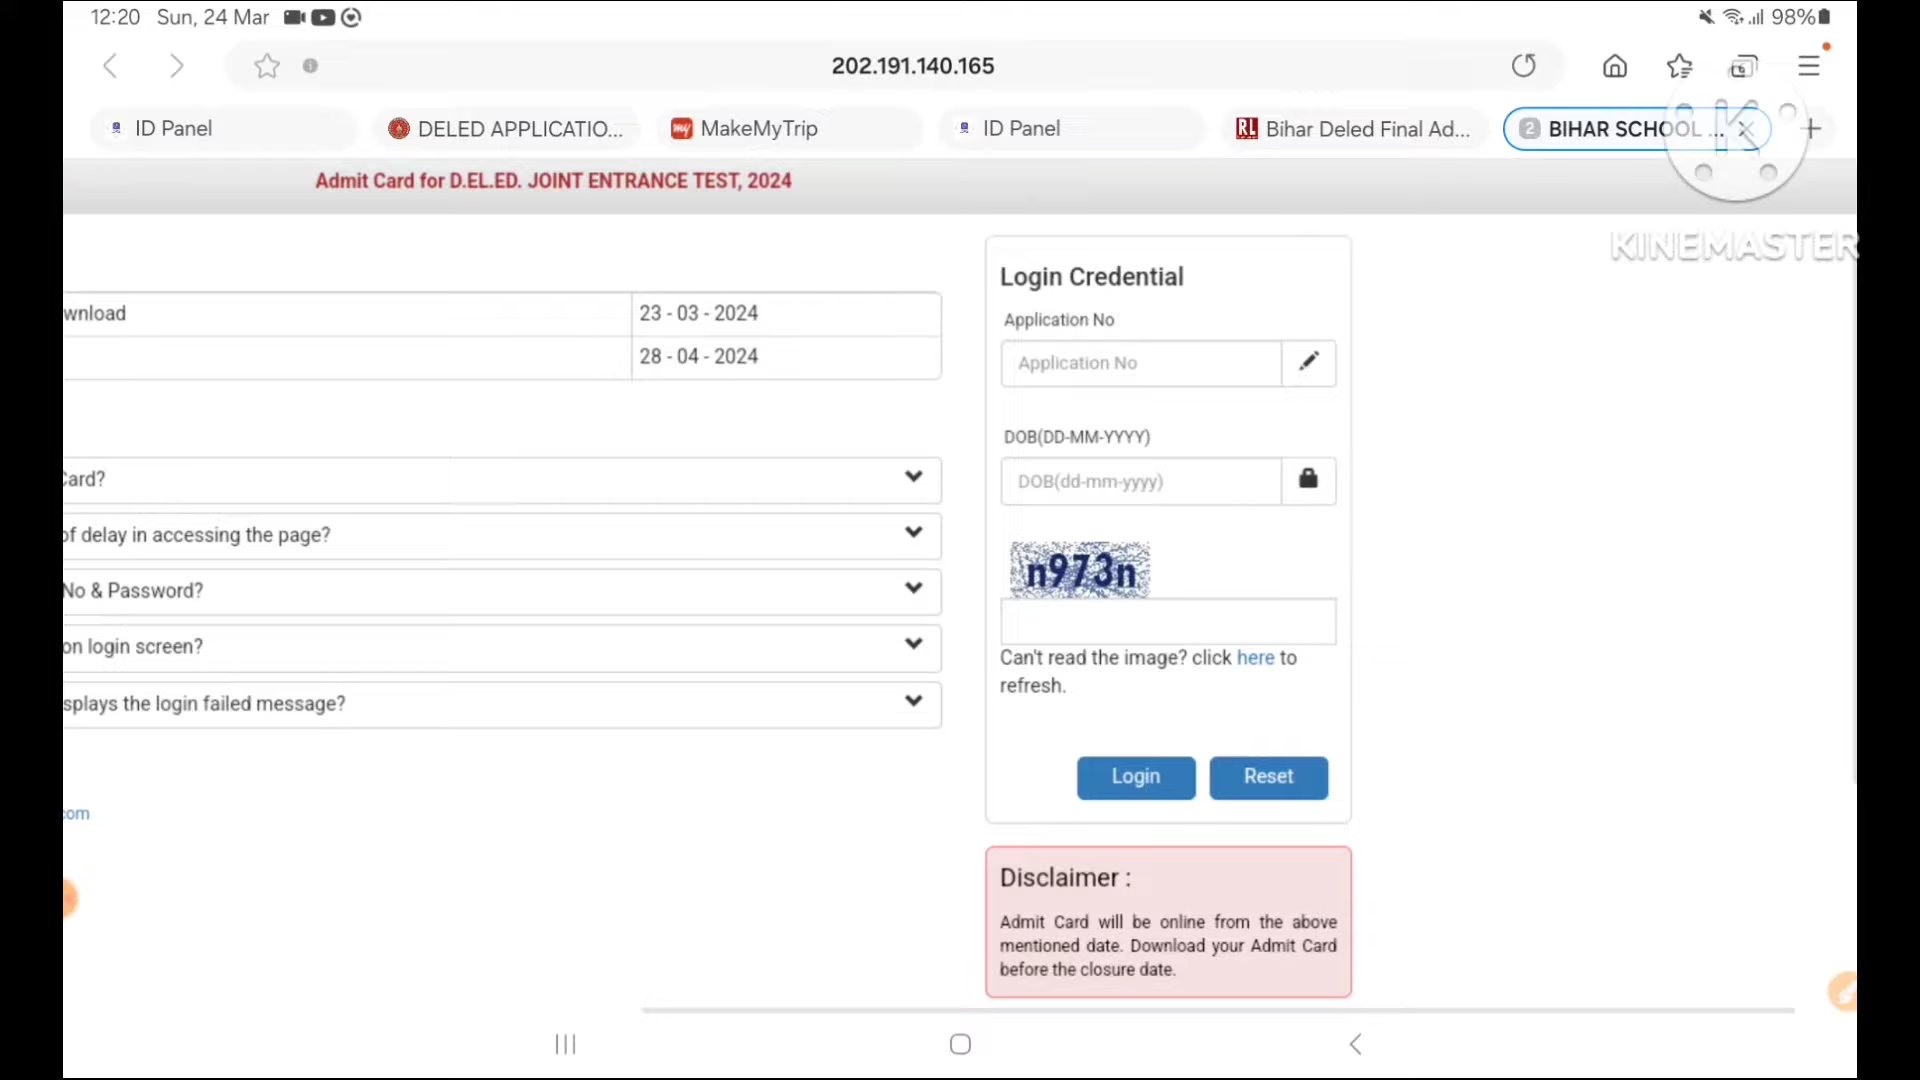 12:20 Sun, 24 Mar 98%
202.191.140.165
ID Panel DELED APPLICATIO... MakeMyTrip ID Panel Bihar Deled Final Ad... 2 BIHAR SCHOOL ...
Admit Card for D.EL.ED. JOINT ENTRANCE TEST, 2024
KINEMASTER
wnload 23 - 03 - 2024
28 - 04 - 2024
Card?
of delay in accessing the page?
No & Password?
on login screen?
splays the login failed message?
com
Login Credential
Application No
Application No
DOB(DD-MM-YYYY)
DOB(dd-mm-yyyy)
n973n
Can't read the image? click here to
refresh.
Login Reset
Disclaimer :
Admit Card will be online from the above
mentioned date. Download your Admit Card
before the closure date.